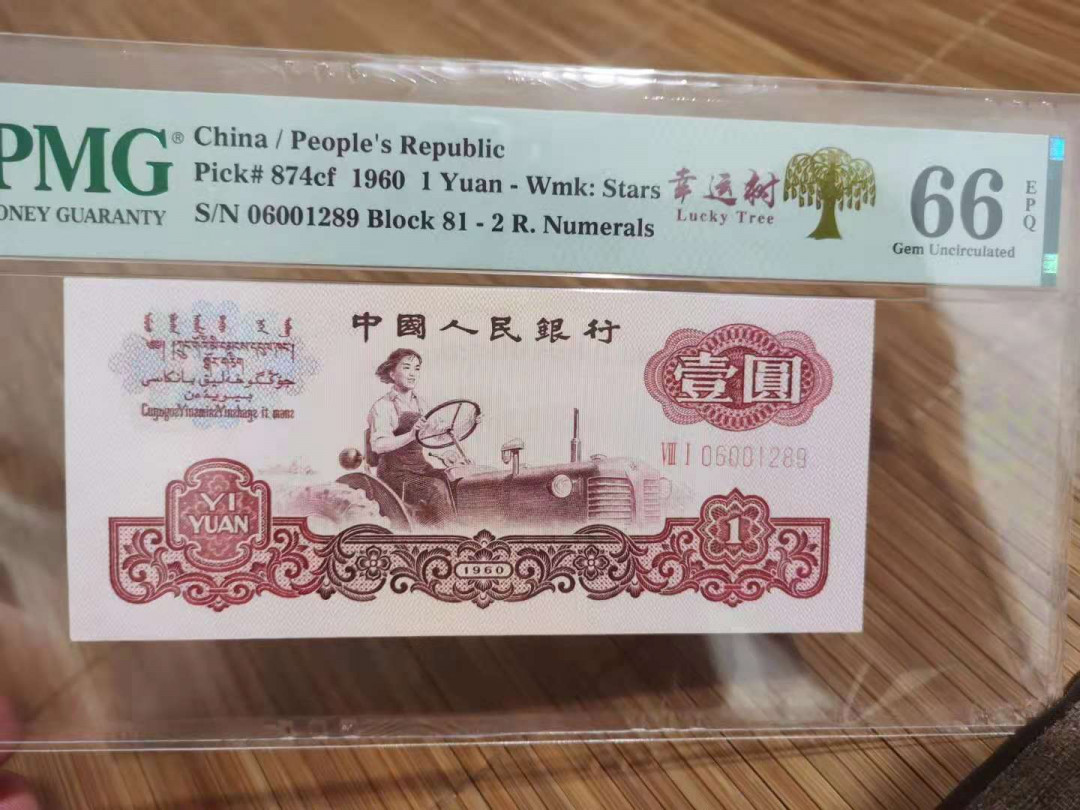 PMG®
ONEY GUARANTY
China / People's Republic
Pick# 874cf 1960 1 Yuan - Wmk: Stars
S/N 06001289 Block 81 - 2 R. Numerals
幸运树
Lucky Tree
66
EPQ
Gem Uncirculated
中國人民銀行
壹圓
Ⅷ Ⅰ 06001289
YI
YUAN
1
1960